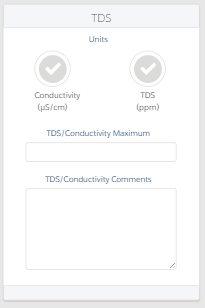 TDS
Units
Conductivity
(µS/cm)
TDS
(ppm)
TDS/Conductivity Maximum
TDS/Conductivity Comments